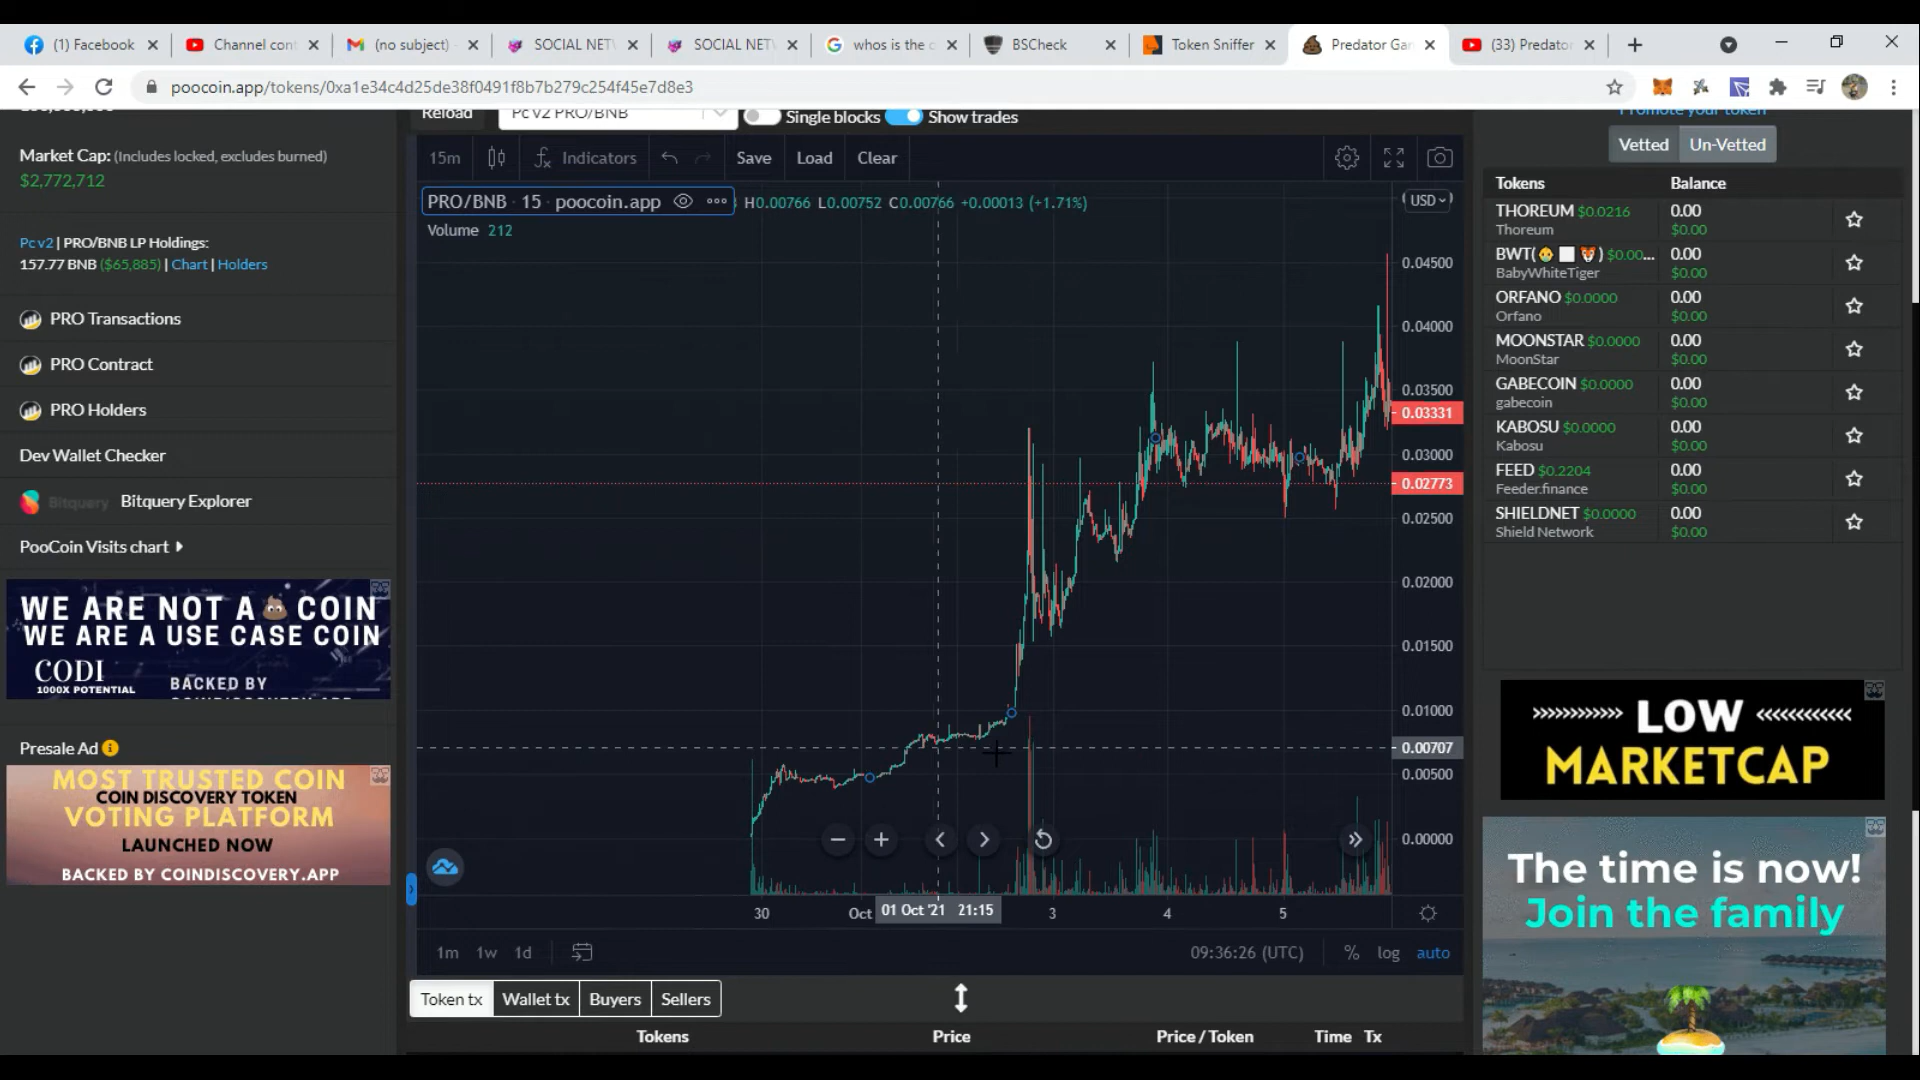 (1) Facebook
Channel cont
(no subject) -
SOCIAL NET
SOCIAL NET
whos is the c
BSCheck
Token Sniffer
Predator Gar
(33) Predator
poocoin.app/tokens/0xa1e34c4d25de38f0491f8b7b279c254f45e7d8e3
Market Cap: (Includes locked, excludes burned)
$2,772,712
Pc v2 | PRO/BNB LP Holdings:
157.77 BNB ($65,885) | Chart | Holders
PRO Transactions
PRO Contract
PRO Holders
Dev Wallet Checker
Bitquery Bitquery Explorer
PooCoin Visits chart
WE ARE NOT A 💩 COIN
WE ARE A USE CASE COIN
CODI
1000X POTENTIAL
BACKED BY
Presale Ad
MOST TRUSTED COIN
COIN DISCOVERY TOKEN
VOTING PLATFORM
LAUNCHED NOW
BACKED BY COINDISCOVERY.APP
Reload
Pc v2 PRO/BNB
Single blocks
Show trades
15m
Indicators
Save
Load
Clear
PRO/BNB · 15 · poocoin.app
H0.00766 L0.00752 C0.00766 +0.00013 (+1.71%)
USD
Volume 212
0.04500
0.04000
0.03500
0.03331
0.03000
0.02773
0.02500
0.02000
0.01500
0.01000
0.00707
0.00500
0.00000
30
Oct
01 Oct '21 21:15
3
4
5
1m 1w 1d
09:36:26 (UTC)
% log auto
Token tx
Wallet tx
Buyers
Sellers
Tokens Price Price / Token Time Tx
Promote your token
Vetted
Un-Vetted
Tokens Balance
THOREUM $0.0216 0.00
Thoreum $0.00
BWT(👶⬜🐯) $0.00... 0.00
BabyWhiteTiger $0.00
ORFANO $0.0000 0.00
Orfano $0.00
MOONSTAR $0.0000 0.00
MoonStar $0.00
GABECOIN $0.0000 0.00
gabecoin $0.00
KABOSU $0.0000 0.00
Kabosu $0.00
FEED $0.2204 0.00
Feeder.finance $0.00
SHIELDNET $0.0000 0.00
Shield Network $0.00
>>>>>>>>>>> LOW <<<<<<<<<<<
MARKETCAP
The time is now!
Join the family